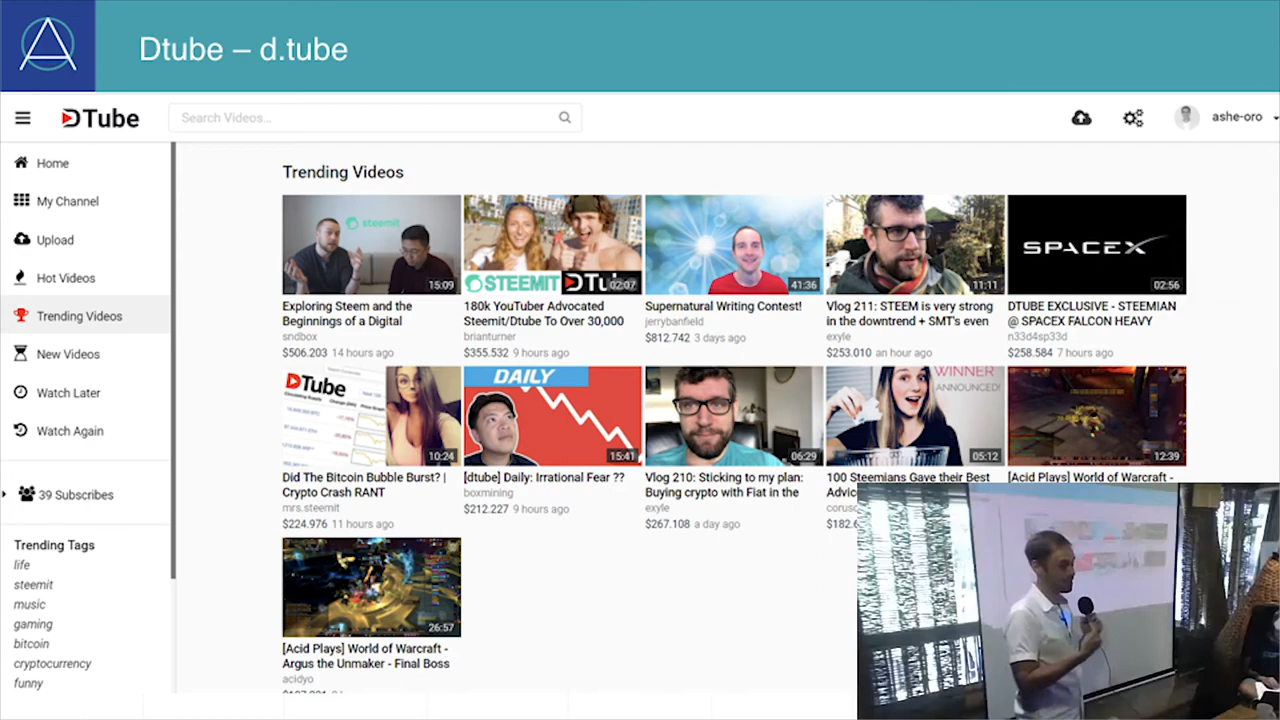 Dtube – d.tube
DTube
Search Videos...
ashe-oro
Home
My Channel
Upload
Hot Videos
Trending Videos
New Videos
Watch Later
Watch Again
39 Subscribes
Trending Tags
life
steemit
music
gaming
bitcoin
cryptocurrency
funny
Trending Videos
steemit
15:09
Exploring Steem and the
Beginnings of a Digital
sndbox
$506.203 14 hours ago
STEEMIT DTu
02:07
180k YouTuber Advocated
Steemit/Dtube To Over 30,000
brianturner
$355.532 9 hours ago
41:36
Supernatural Writing Contest!
jerrybanfield
$812.742 3 days ago
11:11
Vlog 211: STEEM is very strong
in the downtrend + SMT's even
exyle
$253.010 an hour ago
SPACEX
02:56
DTUBE EXCLUSIVE - STEEMIAN
@ SPACEX FALCON HEAVY
n33d4sp33d
$258.584 7 hours ago
DTube
10:24
Did The Bitcoin Bubble Burst? |
Crypto Crash RANT
mrs.steemit
$224.976 11 hours ago
DAILY
15:41
[dtube] Daily: Irrational Fear ??
boxmining
$212.227 9 hours ago
06:29
Vlog 210: Sticking to my plan:
Buying crypto with Fiat in the
exyle
$267.108 a day ago
WINNER
ANNOUNCED!
05:12
100 Steemians Gave their Best
Advic
corusc
$182.6
12:39
[Acid Plays] World of Warcraft -
26:57
[Acid Plays] World of Warcraft -
Argus the Unmaker - Final Boss
acidyo